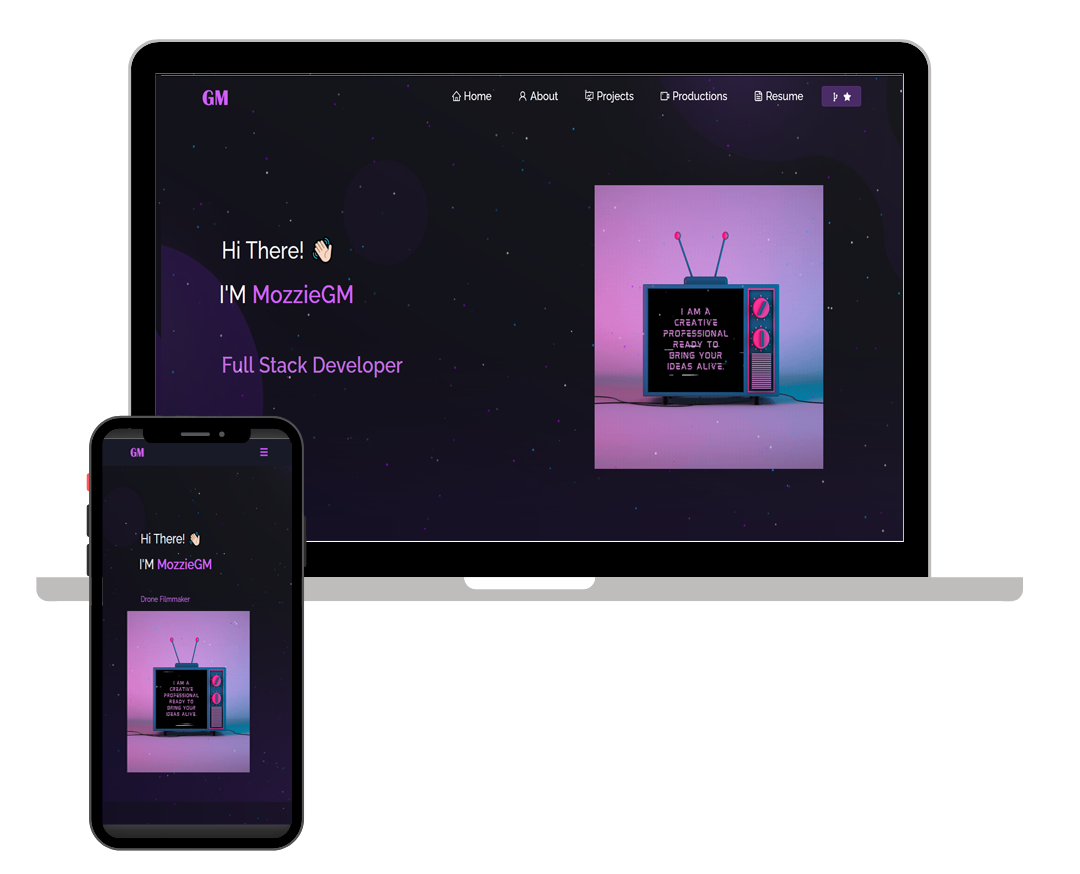 GM
Home About Projects Productions Resume
Hi There! 👋🏻
I'M MozzieGM
Full Stack Developer
I AM A
CREATIVE
PROFESSIONAL
READY TO
BRING YOUR
IDEAS ALIVE.
GM
Hi There! 👋🏻
I'M MozzieGM
Drone Filmmaker
I AM A
CREATIVE
PROFESSIONAL
READY TO
BRING YOUR
IDEAS ALIVE.